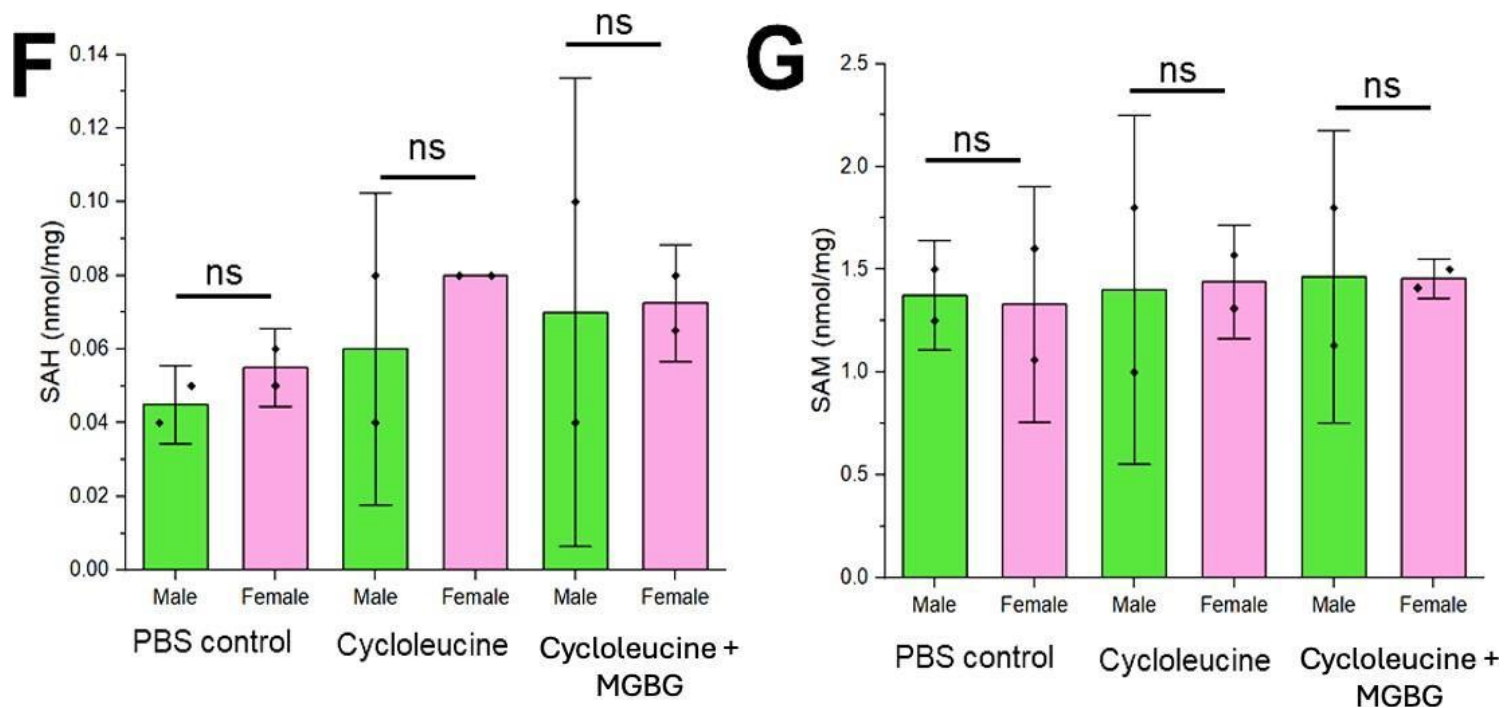 F
ns
ns
ns
0.14
0.12
0.10
0.08
0.06
0.04
0.02
0.00
SAH (nmol/mg)
Male Female Male Female Male Female
PBS control Cycloleucine Cycloleucine + MGBG
G
ns
ns
ns
2.5
2.0
1.5
1.0
0.5
0.0
SAM (nmol/mg)
Male Female Male Female Male Female
PBS control Cycloleucine Cycloleucine + MGBG